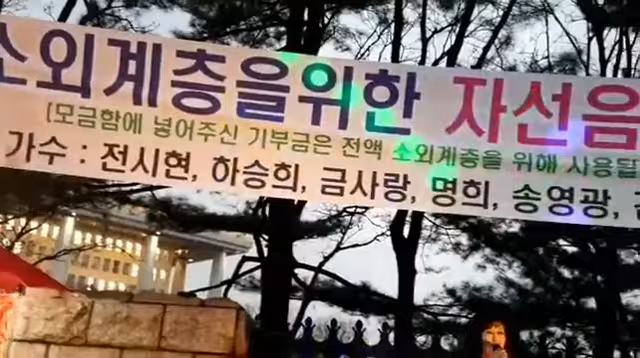 소외계층을위한 자선음
(모금함에 넣어주신 기부금은 전액 소외계층을 위해 사용됩
가수 : 전시현, 하승희, 금사랑, 명희, 송영광,